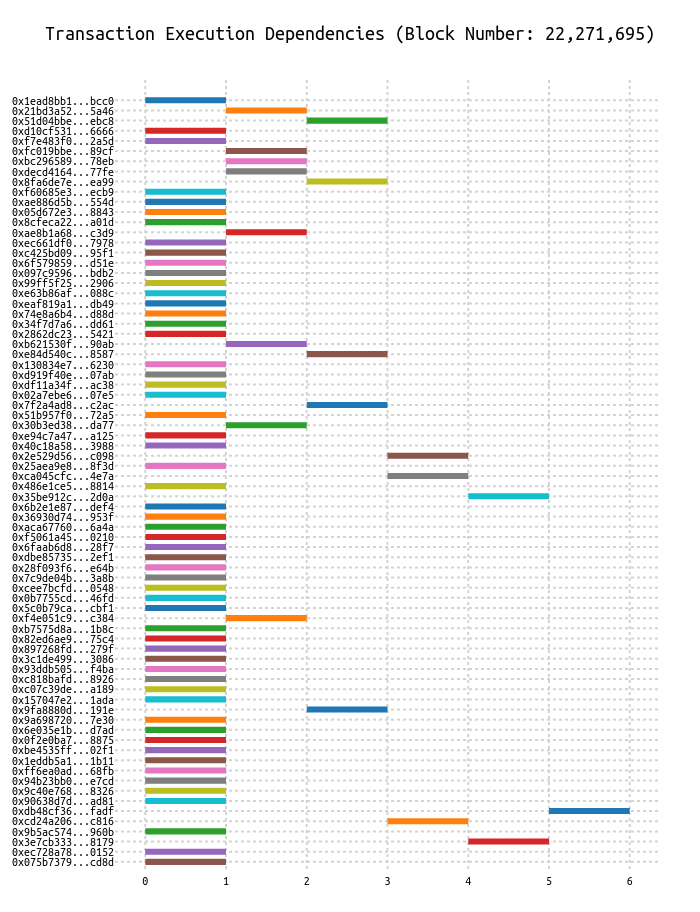 Transaction Execution Dependencies (Block Number: 22,271,695)
0x1ead8bb1...bcc0
0x21bd3a52...5a46
0x51d04bbe...ebc8
0xd10cf531...6666
0xf7e483f0...2a5d
0xfc019bbe...89cf
0xbc296589...78eb
0xdecd4164...77fe
0x8fa6de7e...ea99
0xf60685e3...ecb9
0xae886d5b...554d
0x05d672e3...8843
0x8cfeca22...a01d
0xae8b1a68...c3d9
0xec661df0...7978
0xc425bd09...95f1
0x6f579859...d51e
0x097c9596...bdb2
0x99ff5f25...2906
0xe63b86af...088c
0xeaf819a1...db49
0x74e8a6b4...d88d
0x34f7d7a6...dd61
0x2862dc23...5421
0xb621530f...90ab
0xe84d540c...8587
0x130834e7...6230
0xd919f40e...07ab
0xdf11a34f...ac38
0x02a7ebe6...07e5
0x7f2a4ad8...c2ac
0x51b957f0...72a5
0x30b3ed38...da77
0xe94c7a47...a125
0x40c18a58...3988
0x2e529d56...c098
0x25aea9e8...8f3d
0xca045cfc...4e7a
0x486e1ce5...8814
0x35be912c...2d0a
0x6b2e1e87...def4
0x36930d74...953f
0xaca67760...6a4a
0xf5061a45...0210
0x6faab6d8...28f7
0xdbe85735...2ef1
0x28f093f6...e64b
0x7c9de04b...3a8b
0xcee7bcfd...0548
0x0b7755cd...46fd
0x5c0b79ca...cbf1
0xf4e051c9...c384
0xb7575d8a...1b8c
0x82ed6ae9...75c4
0x897268fd...279f
0x3c1de499...3086
0x93ddb505...f4ba
0xc818bafd...8926
0xc07c39de...a189
0x157047e2...1ada
0x9fa8880d...191e
0x9a698720...7e30
0x6e035e1b...d7ad
0x0f2e0ba7...8875
0xbe4535ff...02f1
0x1eddb5a1...1b11
0xff6ea0ad...68fb
0x94b23bb0...e7cd
0x9c40e768...8326
0x90638d7d...ad81
0xdb48cf36...fadf
0xcd24a206...c816
0x9b5ac574...960b
0x3e7cb333...8179
0xec728a78...0152
0x075b7379...cd8d
0 1 2 3 4 5 6